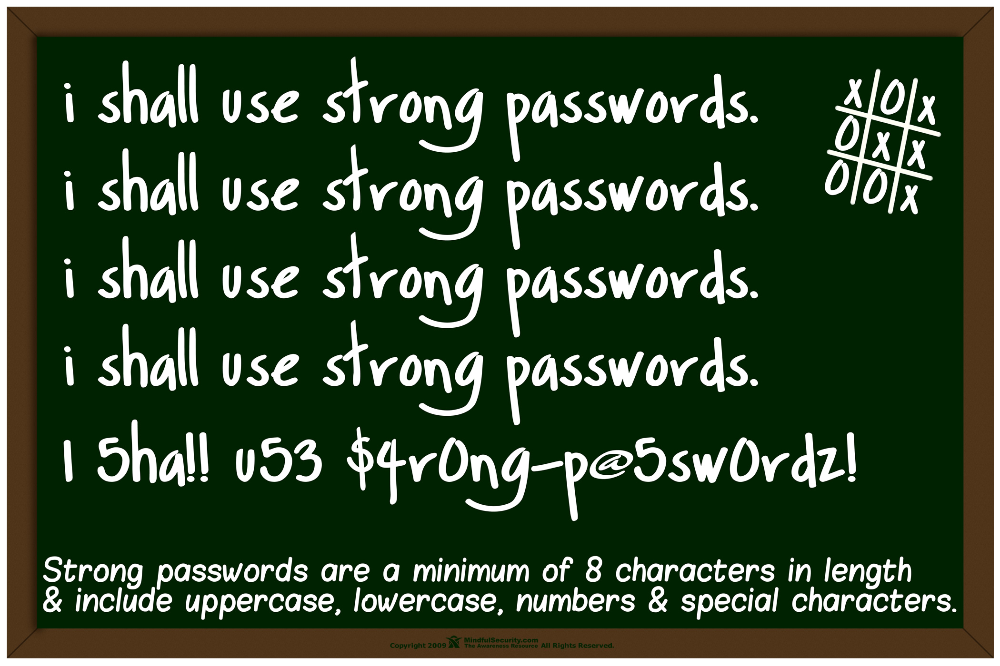 i shall use strong passwords.
i shall use strong passwords.
i shall use strong passwords.
i shall use strong passwords.
I 5ha!! u53 $4r0ng-p@5sw0rdz!
Strong passwords are a minimum of 8 characters in length
& include uppercase, lowercase, numbers & special characters.
X O X
O X X
O O X
Copyright 2009 MindfulSecurity.com The Awareness Resource All Rights Reserved.